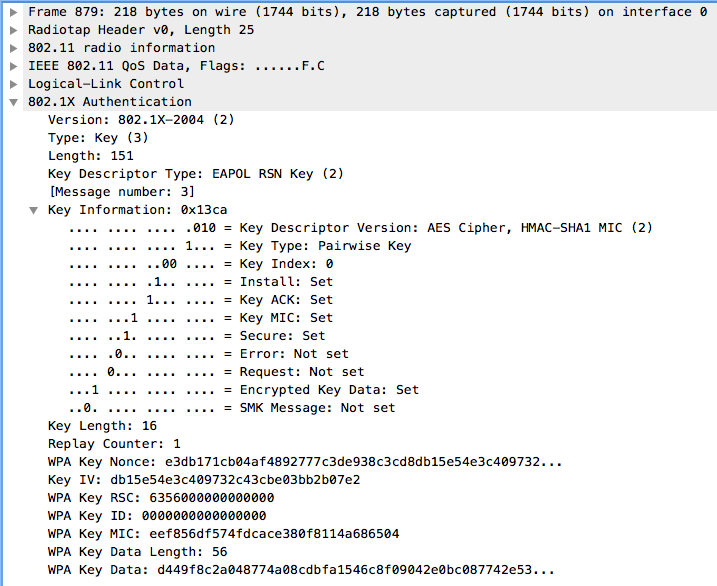 Frame 879: 218 bytes on wire (1744 bits), 218 bytes captured (1744 bits) on interface 0
Radiotap Header v0, Length 25
802.11 radio information
IEEE 802.11 QoS Data, Flags: ......F.C
Logical-Link Control
802.1X Authentication
Version: 802.1X-2004 (2)
Type: Key (3)
Length: 151
Key Descriptor Type: EAPOL RSN Key (2)
[Message number: 3]
Key Information: 0x13ca
.... .... .... .010 = Key Descriptor Version: AES Cipher, HMAC-SHA1 MIC (2)
.... .... .... 1... = Key Type: Pairwise Key
.... .... ..00 .... = Key Index: 0
.... .... .1.. .... = Install: Set
.... .... 1... .... = Key ACK: Set
.... ...1 .... .... = Key MIC: Set
.... ..1. .... .... = Secure: Set
.... .0.. .... .... = Error: Not set
.... 0... .... .... = Request: Not set
...1 .... .... .... = Encrypted Key Data: Set
..0. .... .... .... = SMK Message: Not set
Key Length: 16
Replay Counter: 1
WPA Key Nonce: e3db171cb04af4892777c3de938c3cd8db15e54e3c409732...
Key IV: db15e54e3c409732c43cbe03bb2b07e2
WPA Key RSC: 6356000000000000
WPA Key ID: 0000000000000000
WPA Key MIC: eef856df574fdcace380f8114a686504
WPA Key Data Length: 56
WPA Key Data: d449f8c2a048774a08cdbfa1546c8f09042e0bc087742e53...